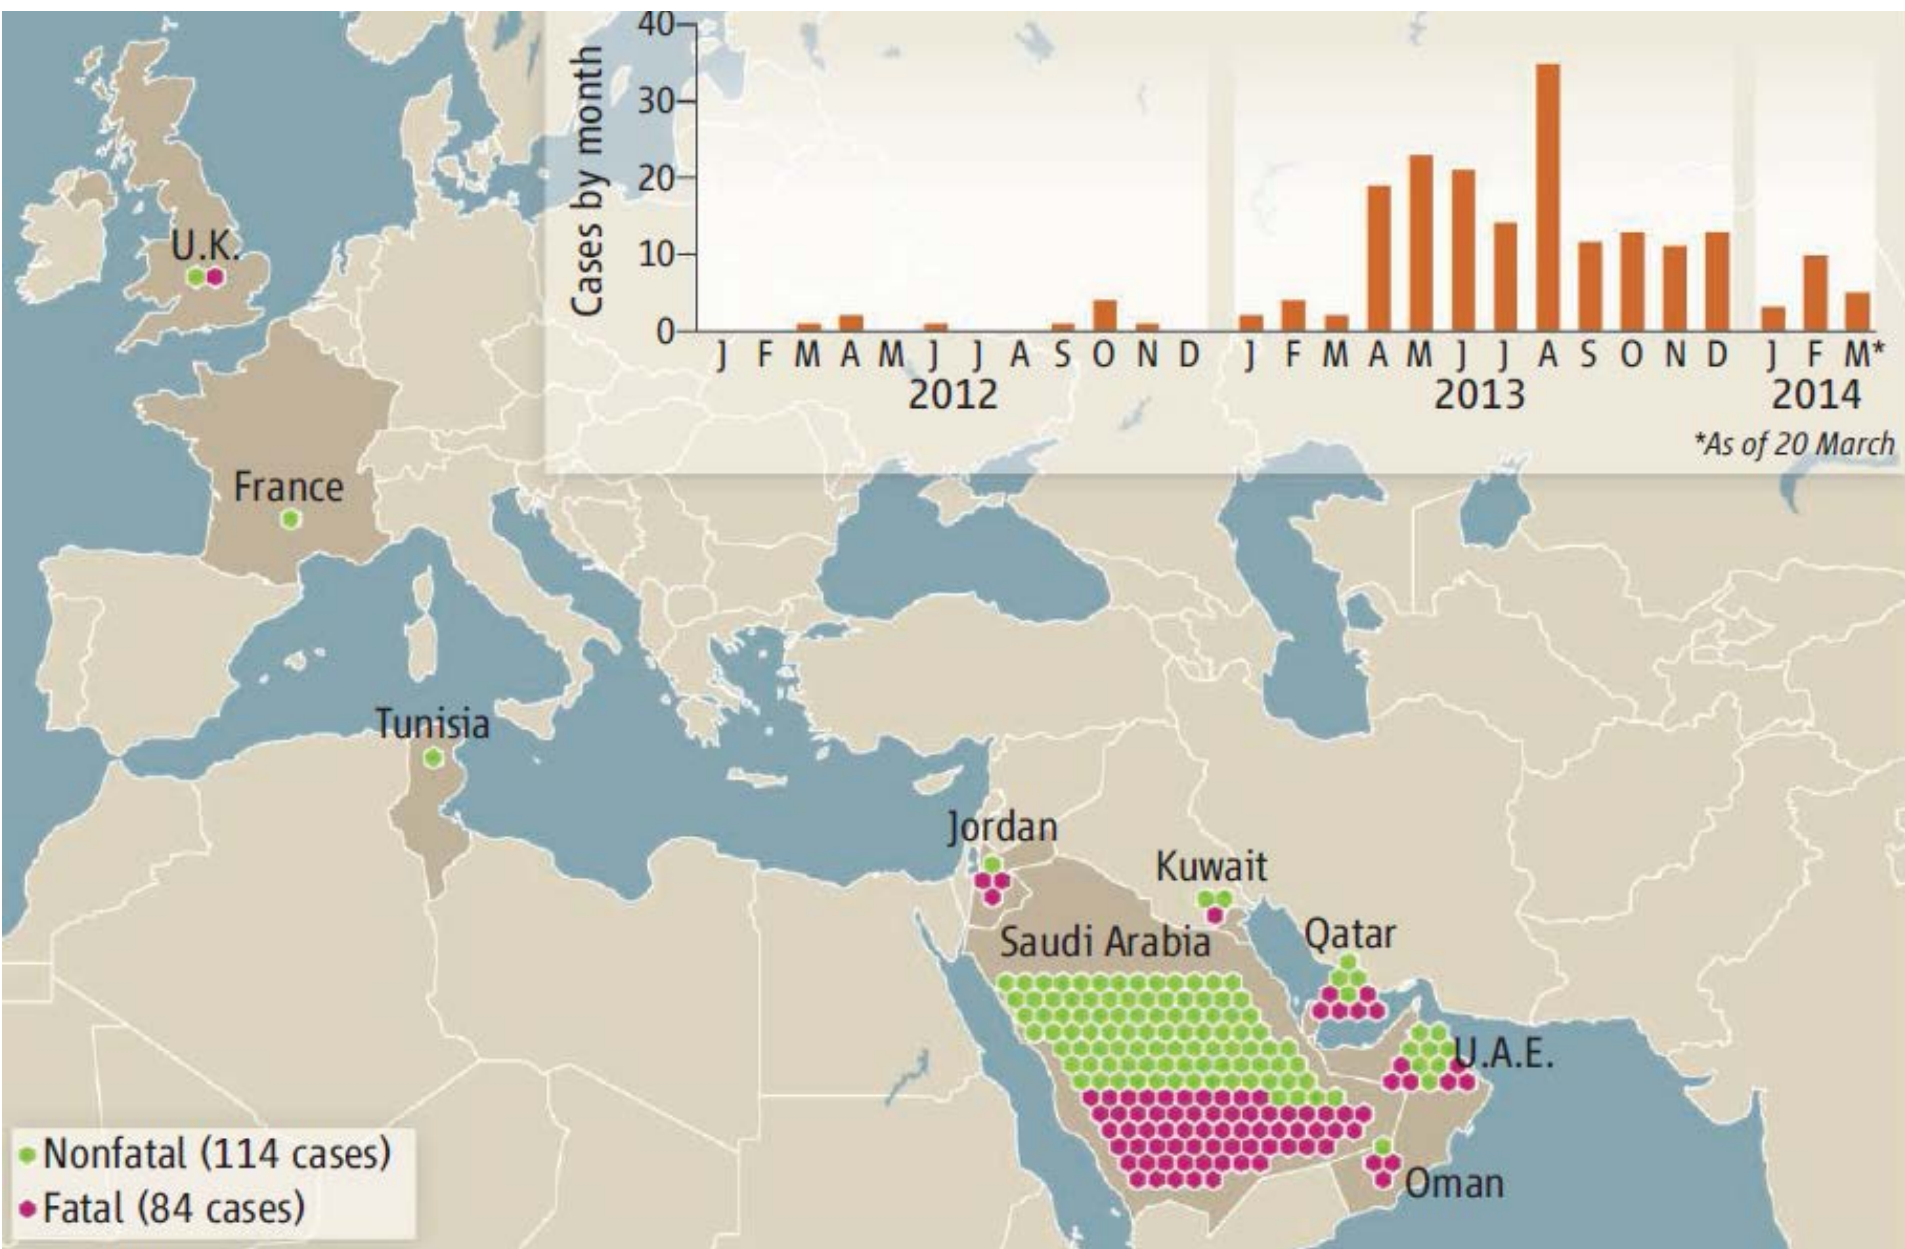 Cases by month
40
30
20
10
0
J F M A M J J A S O N D J F M A M J J A S O N D J F M*
2012 2013 2014
*As of 20 March
U.K.
France
Tunisia
Jordan
Kuwait
Saudi Arabia
Qatar
U.A.E.
Oman
Nonfatal (114 cases)
Fatal (84 cases)